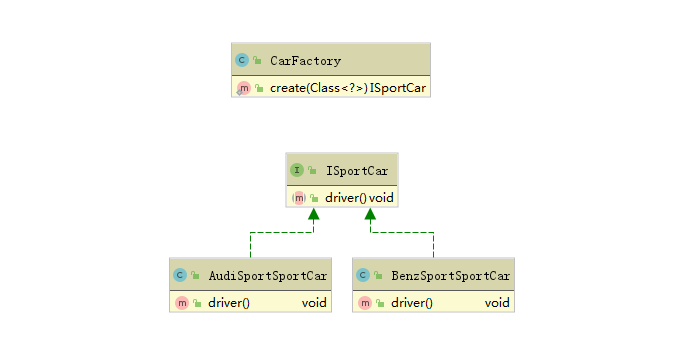 C CarFactory
m create(Class<?>) ISportCar
I ISportCar
(m) driver() void
C AudiSportSportCar
m driver() void
C BenzSportSportCar
m driver() void